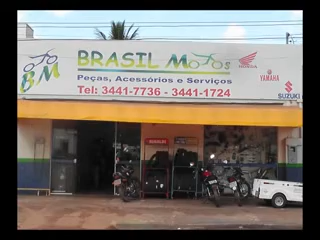 BM
BRASIL MOTOS
Peças, Acessórios e Serviços
Tel: 3441-7736 - 3441-1724
HONDA
YAMAHA
SUZUKI